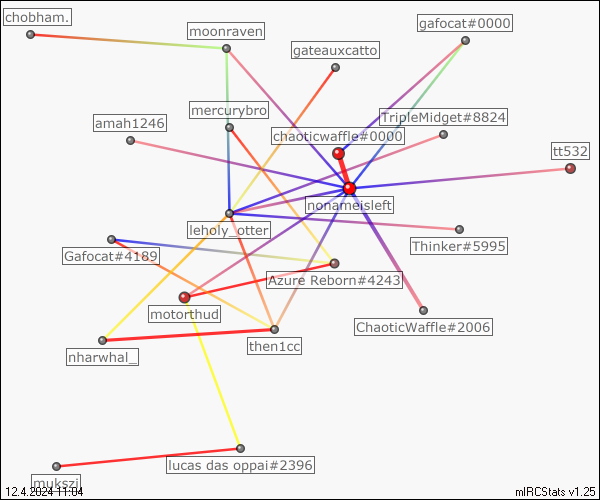 chobham.
moonraven
gafocat#0000
gateauxcatto
mercurybro
amah1246
TripleMidget#8824
chaoticwaffle#0000
tt532
nonameisleft
leholy_otter
Thinker#5995
Gafocat#4189
Azure Reborn#4243
motorthud
ChaoticWaffle#2006
then1cc
nharwhal_
lucas das oppai#2396
mukszi
12.4.2024 11:04
mIRCStats v1.25